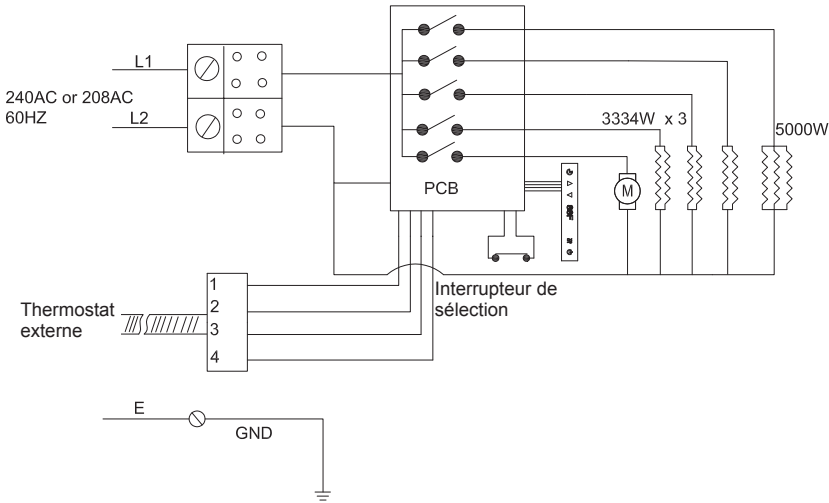 L1
240AC or 208AC
60HZ
L2
3334W x 3
5000W
PCB
M
88F
Interrupteur de
sélection
Thermostat
externe
1
2
3
4
E
GND